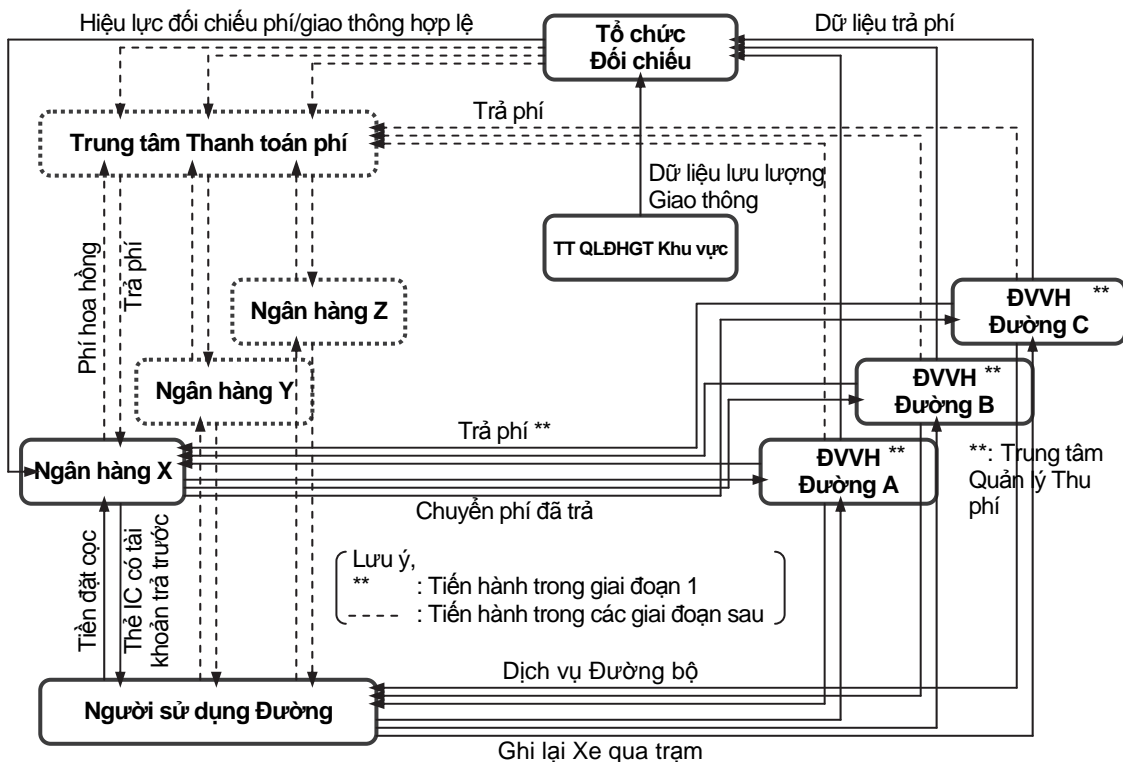 Hiệu lực đối chiếu phí/giao thông hợp lệ
Tổ chức
Đối chiếu
Dữ liệu trả phí
Trung tâm Thanh toán phí
Trả phí
Dữ liệu lưu lượng
Giao thông
TT QLĐHGT Khu vực
Phí hoa hồng
Trả phí
Ngân hàng Z
ĐVVH **
Đường C
Ngân hàng Y
ĐVVH **
Đường B
Trả phí **
Ngân hàng X
ĐVVH **
Đường A
**: Trung tâm
Quản lý Thu
phí
Chuyển phí đã trả
Tiền đặt cọc
Thẻ IC có tài
khoản trả trước
Lưu ý,
** : Tiến hành trong giai đoạn 1
---- : Tiến hành trong các giai đoạn sau
Dịch vụ Đường bộ
Người sử dụng Đường
Ghi lại Xe qua trạm